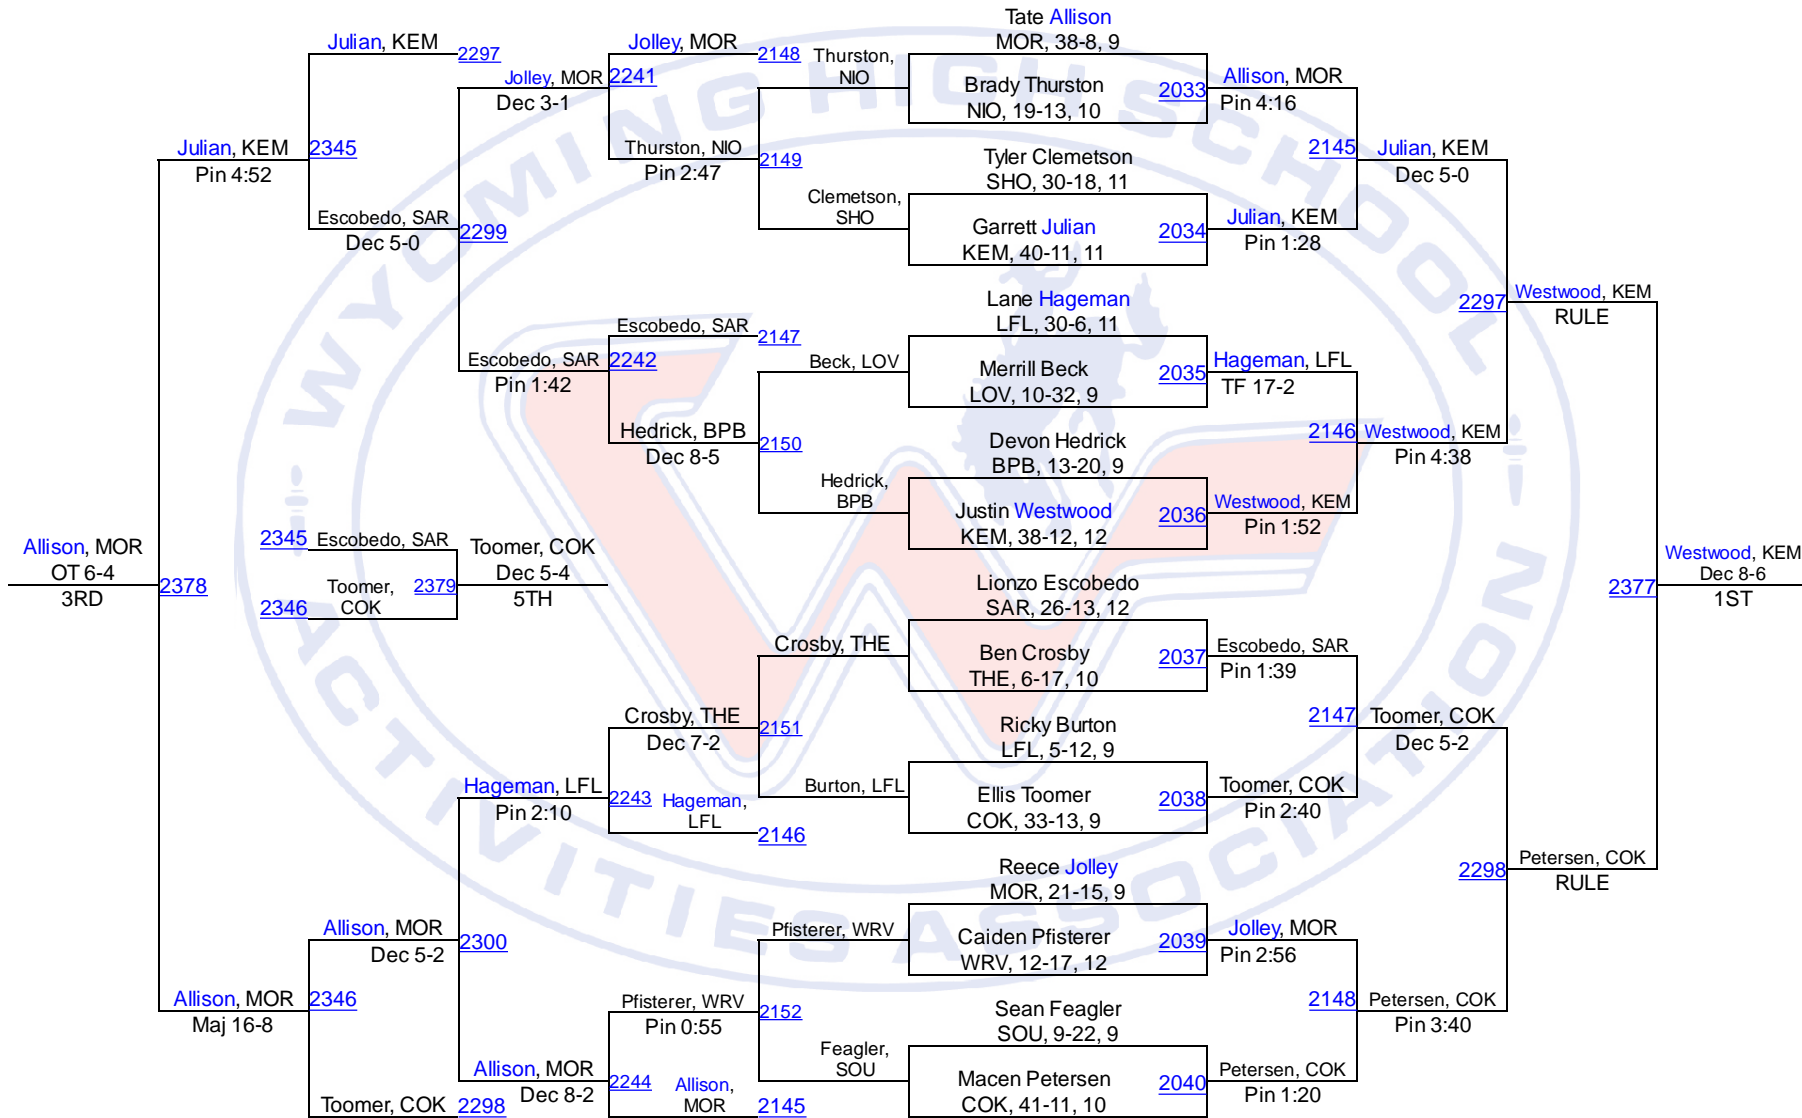 WYOMING HIGH SCHOOL
ACTIVITIES ASSOCIATION
Allison, MOR
OT 6-4
3RD
2378
Julian, KEM
Pin 4:52
2345
Julian, KEM
2297
Escobedo, SAR
Dec 5-0
2299
Jolley, MOR
Dec 3-1
2241
Jolley, MOR
2148
Thurston, NIO
Pin 2:47
2149
Thurston,
NIO
Clemetson,
SHO
Escobedo, SAR
Pin 1:42
2242
Escobedo, SAR
2147
Hedrick, BPB
Dec 8-5
2150
Beck, LOV
Hedrick,
BPB
2345
Escobedo, SAR
2346
Toomer,
COK
2379
Toomer, COK
Dec 5-4
5TH
Crosby, THE
Crosby, THE
Dec 7-2
2151
Burton, LFL
Hageman, LFL
Pin 2:10
2243
Hageman,
LFL
2146
Allison, MOR
Dec 5-2
2300
Allison, MOR
Maj 16-8
2346
Pfisterer, WRV
Pfisterer, WRV
Pin 0:55
2152
Feagler,
SOU
Allison, MOR
Dec 8-2
2244
Allison,
MOR
2145
Toomer, COK
2298
Tate Allison
MOR, 38-8, 9
Brady Thurston
NIO, 19-13, 10
2033
Tyler Clemetson
SHO, 30-18, 11
Garrett Julian
KEM, 40-11, 11
2034
Lane Hageman
LFL, 30-6, 11
Merrill Beck
LOV, 10-32, 9
2035
Devon Hedrick
BPB, 13-20, 9
Justin Westwood
KEM, 38-12, 12
2036
Lionzo Escobedo
SAR, 26-13, 12
Ben Crosby
THE, 6-17, 10
2037
Ricky Burton
LFL, 5-12, 9
Ellis Toomer
COK, 33-13, 9
2038
Reece Jolley
MOR, 21-15, 9
Caiden Pfisterer
WRV, 12-17, 12
2039
Sean Feagler
SOU, 9-22, 9
Macen Petersen
COK, 41-11, 10
2040
Allison, MOR
Pin 4:16
2145
Julian, KEM
Pin 1:28
Julian, KEM
Dec 5-0
Hageman, LFL
TF 17-2
2146
Westwood, KEM
Pin 1:52
Westwood, KEM
Pin 4:38
2297
Westwood, KEM
RULE
Escobedo, SAR
Pin 1:39
2147
Toomer, COK
Pin 2:40
Toomer, COK
Dec 5-2
Jolley, MOR
Pin 2:56
2148
Petersen, COK
Pin 1:20
Petersen, COK
Pin 3:40
2298
Petersen, COK
RULE
2377
Westwood, KEM
Dec 8-6
1ST